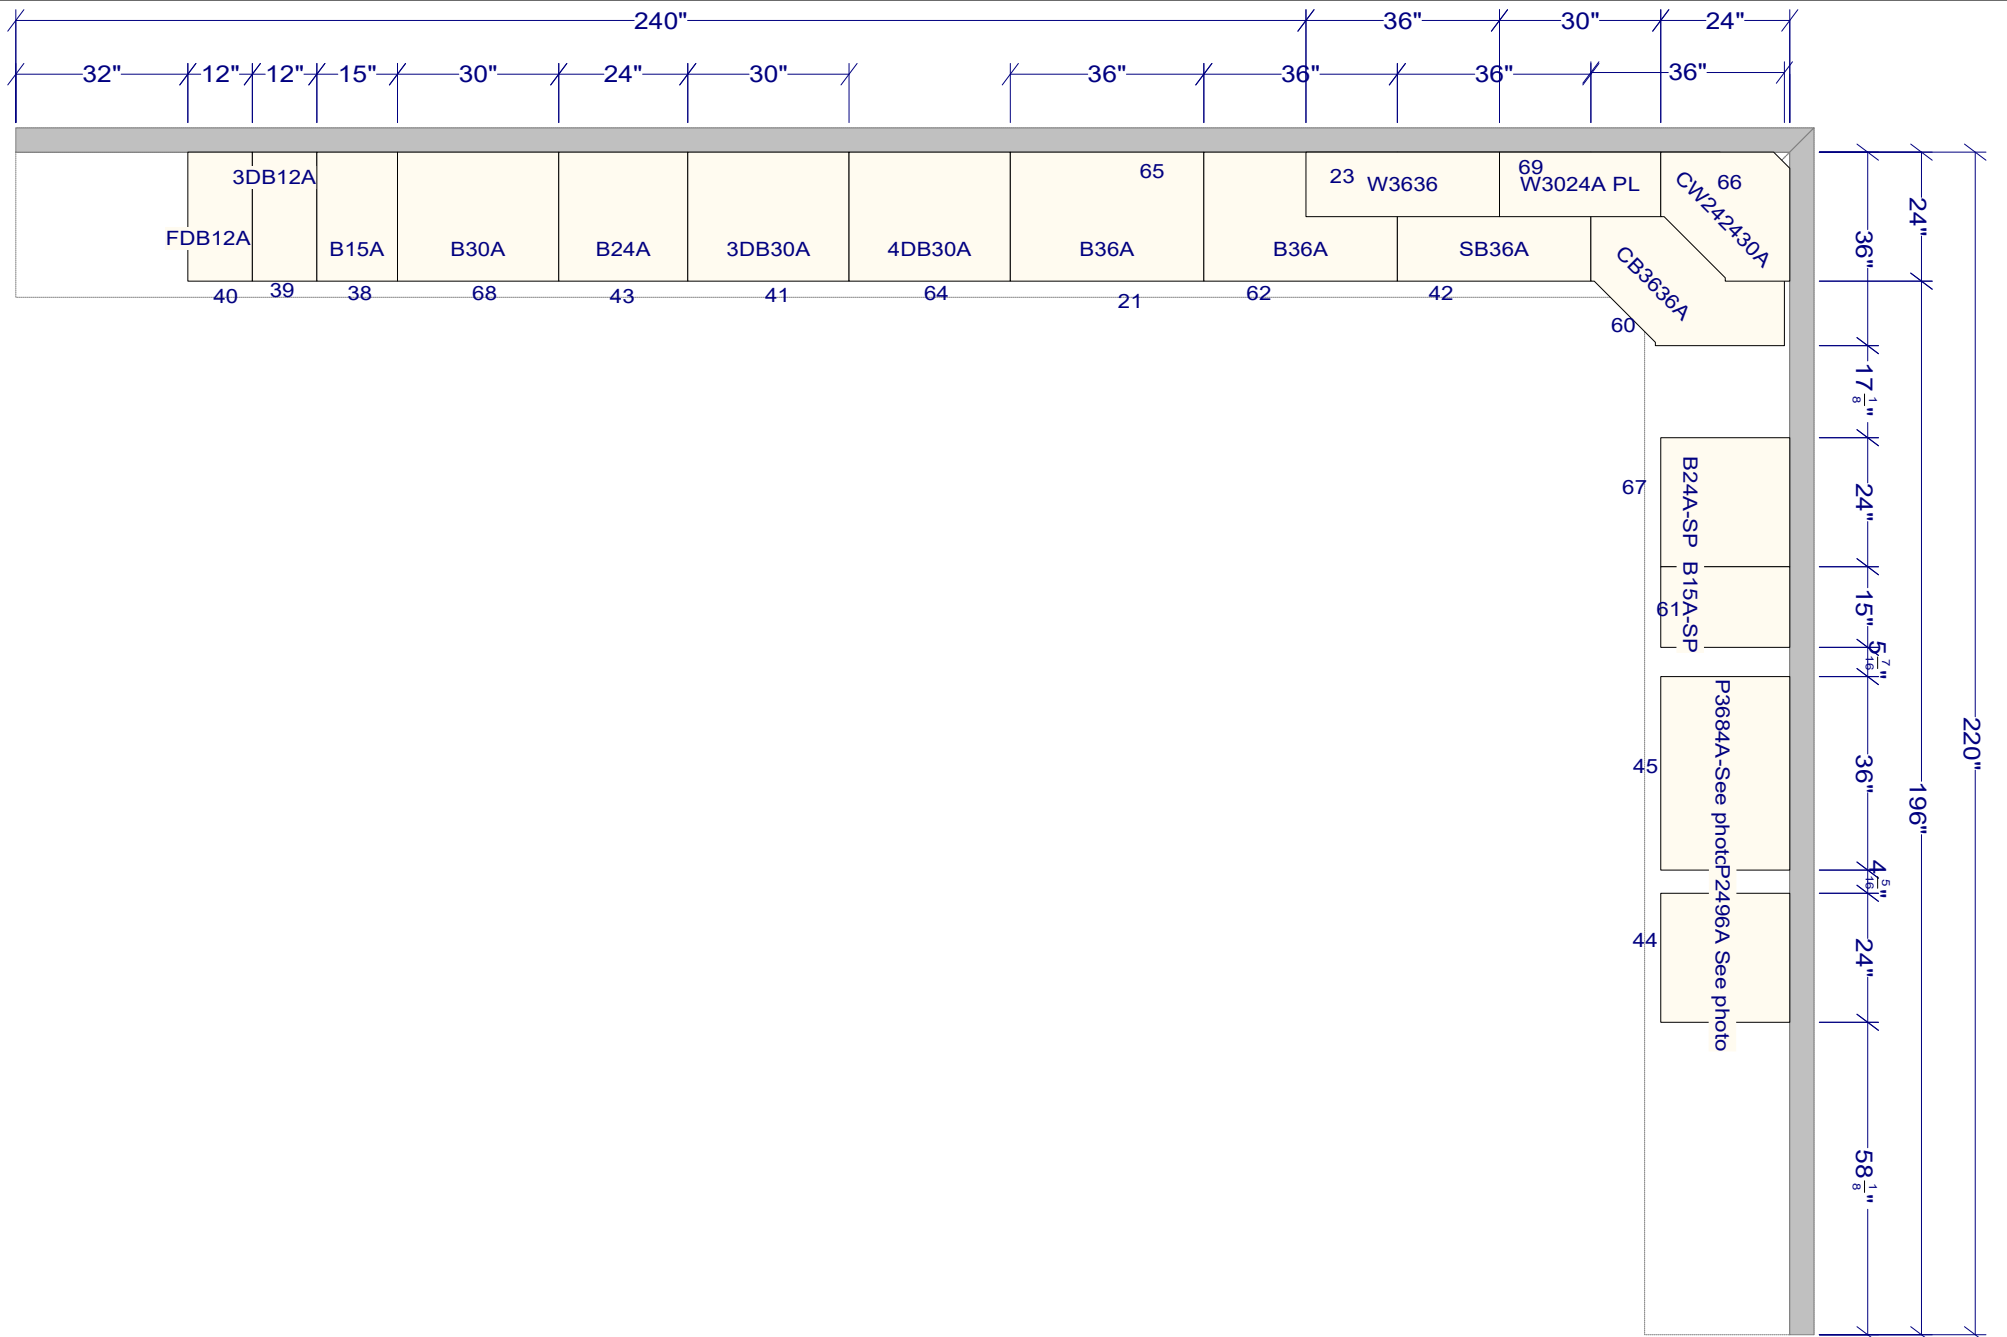 240" 36" 30" 24"
32" 12" 12" 15" 30" 24" 30" 36" 36" 36" 36"
FDB12A
3DB12A
B15A
B30A
B24A
3DB30A
4DB30A
B36A
B36A
SB36A
65
23
W3636
69
W3024A PL
66
CW242430A
CB3636A
40
39
38
68
43
41
64
21
62
42
60
67
B24A-SP
61
B15A-SP
45
P3684A-See photo
44
P2496A See photo
36"
17 1/8"
24"
15"
5 7/16"
36"
4 5/16"
24"
58 1/8"
24"
196"
220"